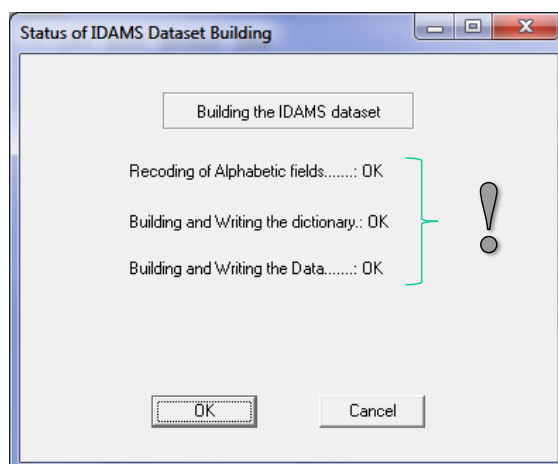 Status of IDAMS Dataset Building
Building the IDAMS dataset
Recoding of Alphabetic fields.......: OK
Building and Writing the dictionary.: OK
Building and Writing the Data.......: OK
!
OK
Cancel